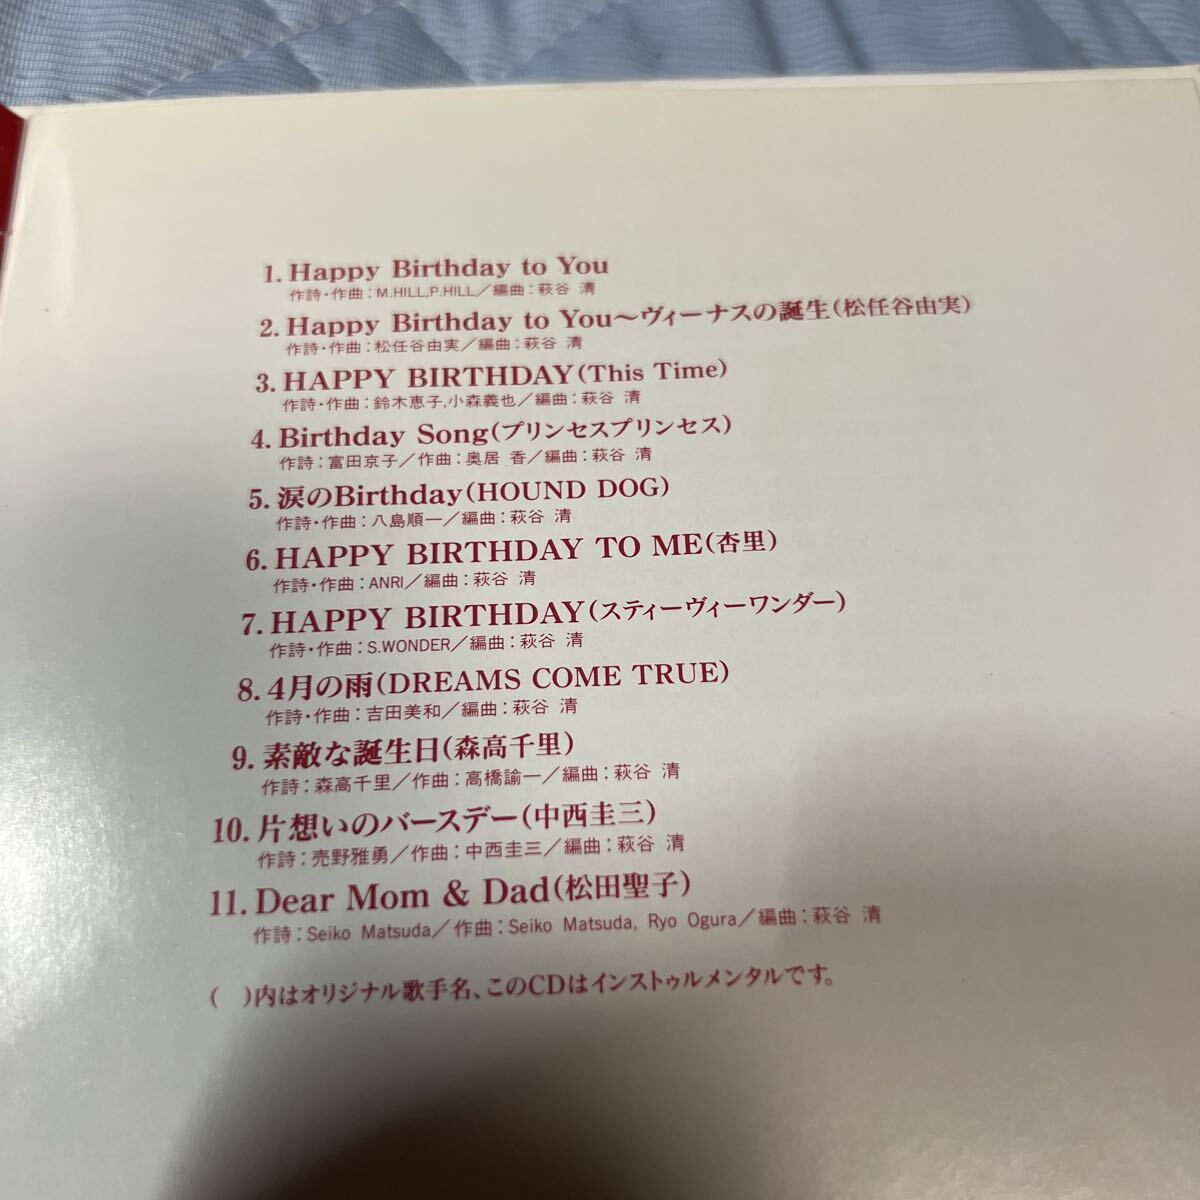 1. Happy Birthday to You
作詩・作曲：M.HILL,P.HILL／編曲：萩谷 清
2. Happy Birthday to You～ヴィーナスの誕生(松任谷由実)
作詩・作曲：松任谷由実／編曲：萩谷 清
3. HAPPY BIRTHDAY(This Time)
作詩・作曲：鈴木恵子,小森義也／編曲：萩谷 清
4. Birthday Song(プリンセスプリンセス)
作詩：富田京子／作曲：奥居 香／編曲：萩谷 清
5. 涙のBirthday(HOUND DOG)
作詩・作曲：八島順一／編曲：萩谷 清
6. HAPPY BIRTHDAY TO ME(杏里)
作詩・作曲：ANRI／編曲：萩谷 清
7. HAPPY BIRTHDAY(スティーヴィーワンダー)
作詩・作曲：S.WONDER／編曲：萩谷 清
8. 4月の雨(DREAMS COME TRUE)
作詩・作曲：吉田美和／編曲：萩谷 清
9. 素敵な誕生日(森高千里)
作詩：森高千里／作曲：高橋諭一／編曲：萩谷 清
10. 片想いのバースデー(中西圭三)
作詩：売野雅勇／作曲：中西圭三／編曲：萩谷 清
11. Dear Mom & Dad(松田聖子)
作詩：Seiko Matsuda／作曲：Seiko Matsuda, Ryo Ogura／編曲：萩谷 清
(　)内はオリジナル歌手名、このCDはインストゥルメンタルです。